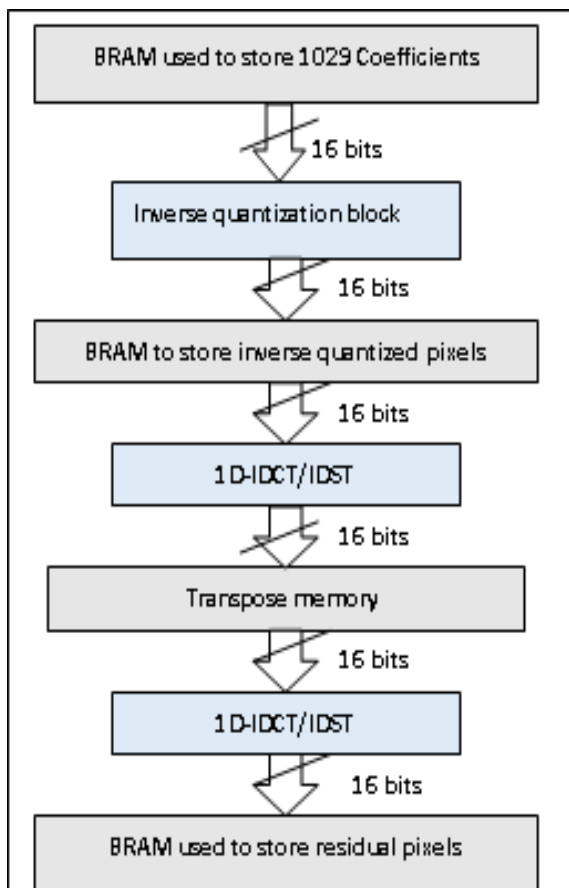 BRAM used to store 1029 Coefficients
16 bits
Inverse quantization block
16 bits
BRAM to store inverse quantized pixels
16 bits
1D-IDCT/IDST
16 bits
Transpose memory
16 bits
1D-IDCT/IDST
16 bits
BRAM used to store residual pixels